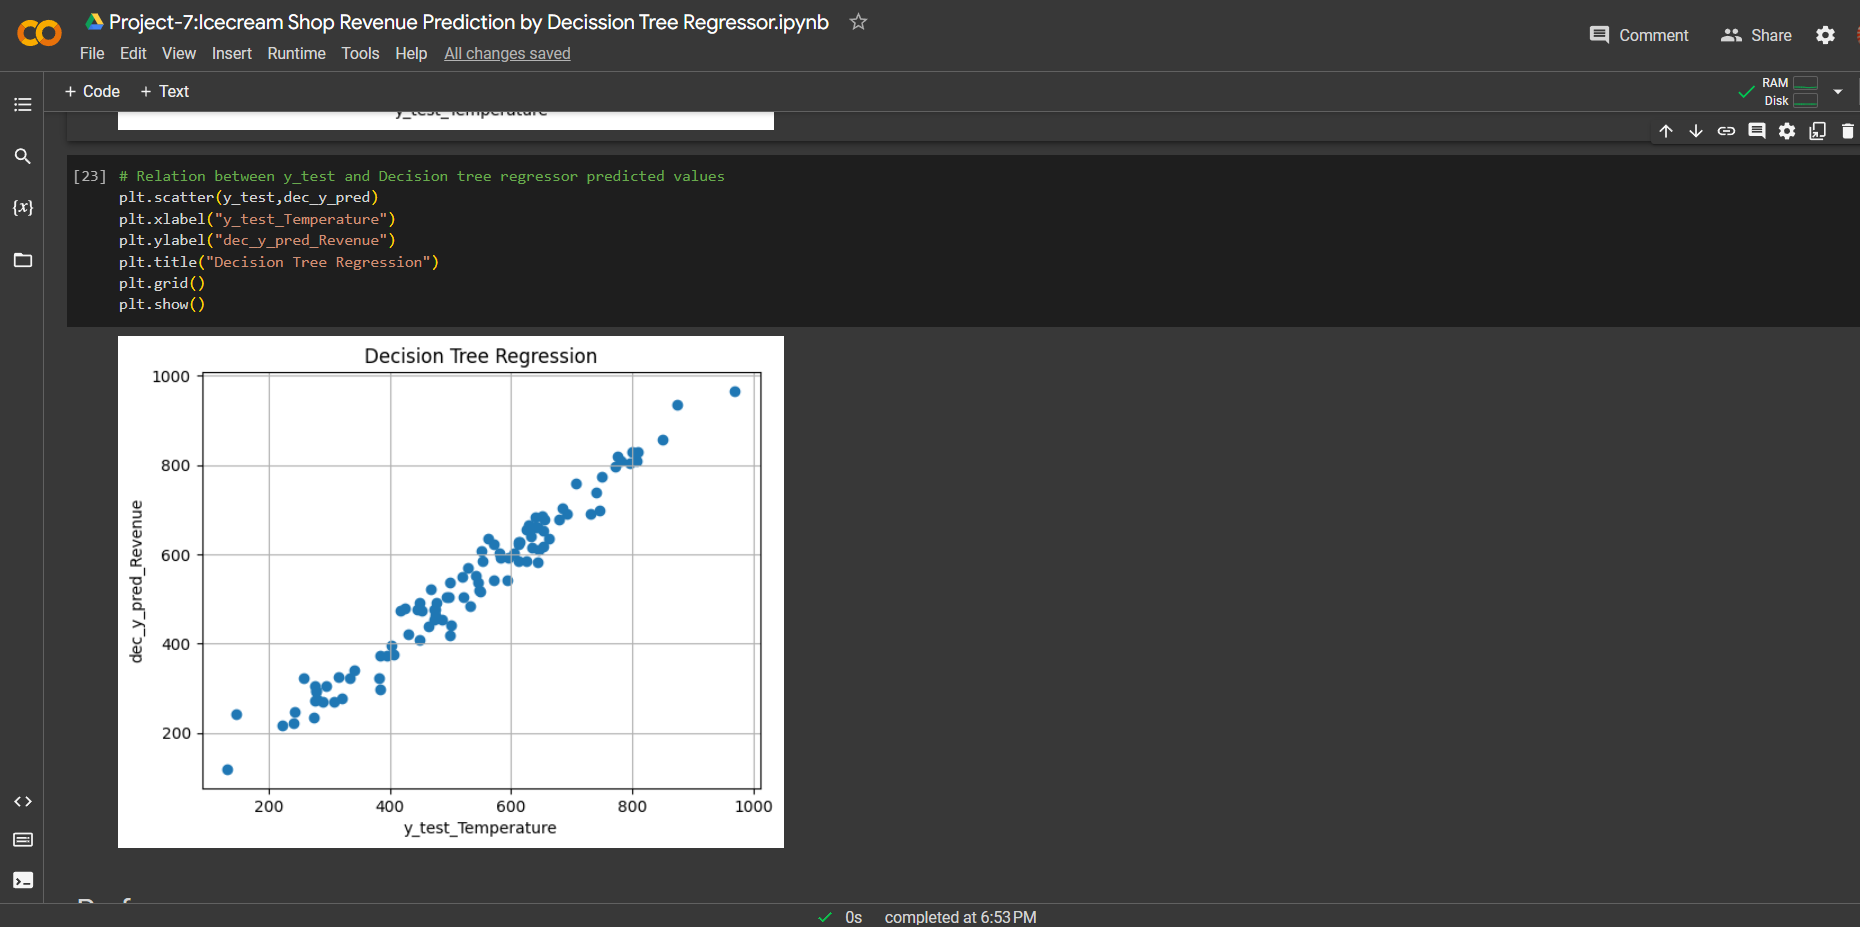 Project-7:Icecream Shop Revenue Prediction by Decission Tree Regressor.ipynb
Comment Share
File Edit View Insert Runtime Tools Help All changes saved
+ Code + Text
RAM
Disk
y_test_Temperature
[23] # Relation between y_test and Decision tree regressor predicted values
plt.scatter(y_test,dec_y_pred)
plt.xlabel("y_test_Temperature")
plt.ylabel("dec_y_pred_Revenue")
plt.title("Decision Tree Regression")
plt.grid()
plt.show()
{x}
Decision Tree Regression
1000
800
600
400
200
dec_y_pred_Revenue
200 400 600 800 1000
y_test_Temperature
0s completed at 6:53 PM